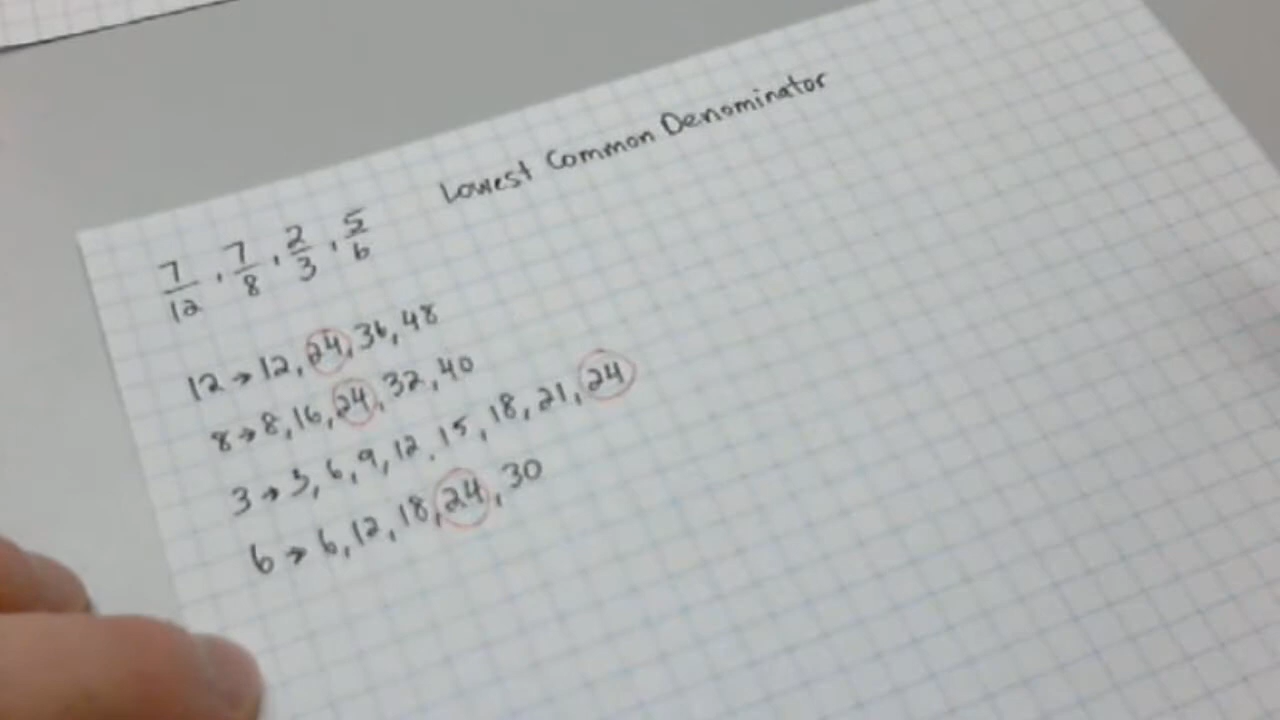 Lowest Common Denominator
7/12, 7/8, 2/3, 5/6
12→12, 24, 36, 48
8→8, 16, 24, 32, 40
3→3, 6, 9, 12, 15, 18, 21, 24
6→6, 12, 18, 24, 30